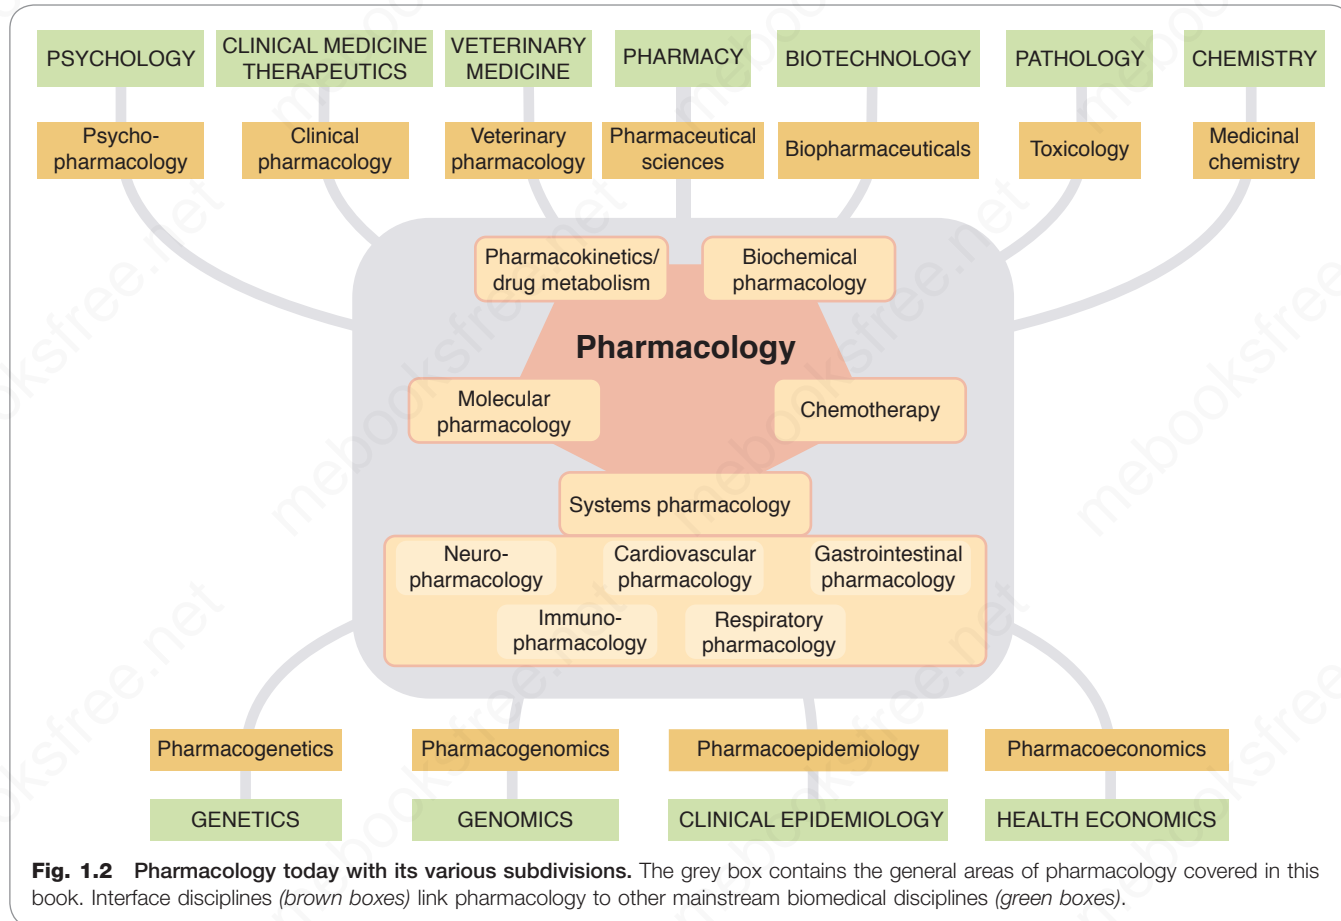 PSYCHOLOGY
CLINICAL MEDICINE
THERAPEUTICS
VETERINARY
MEDICINE
PHARMACY
BIOTECHNOLOGY
PATHOLOGY
CHEMISTRY
Psycho-
pharmacology
Clinical
pharmacology
Veterinary
pharmacology
Pharmaceutical
sciences
Biopharmaceuticals
Toxicology
Medicinal
chemistry
Pharmacokinetics/
drug metabolism
Biochemical
pharmacology
Pharmacology
Molecular
pharmacology
Chemotherapy
Systems pharmacology
Neuro-
pharmacology
Cardiovascular
pharmacology
Gastrointestinal
pharmacology
Immuno-
pharmacology
Respiratory
pharmacology
Pharmacogenetics
Pharmacogenomics
Pharmacoepidemiology
Pharmacoeconomics
GENETICS
GENOMICS
CLINICAL EPIDEMIOLOGY
HEALTH ECONOMICS
Fig. 1.2 Pharmacology today with its various subdivisions. The grey box contains the general areas of pharmacology covered in this
book. Interface disciplines (brown boxes) link pharmacology to other mainstream biomedical disciplines (green boxes).
mebooksfree.net